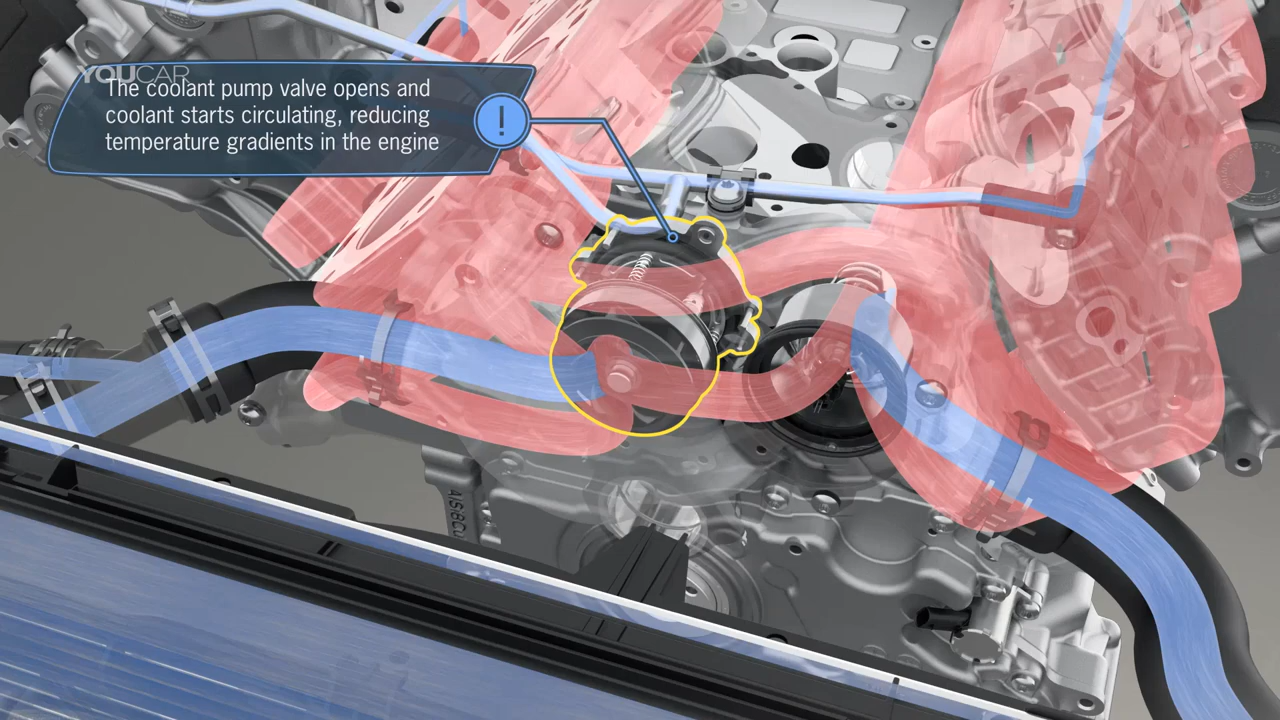 YOUCAR
The coolant pump valve opens and
coolant starts circulating, reducing
temperature gradients in the engine
!